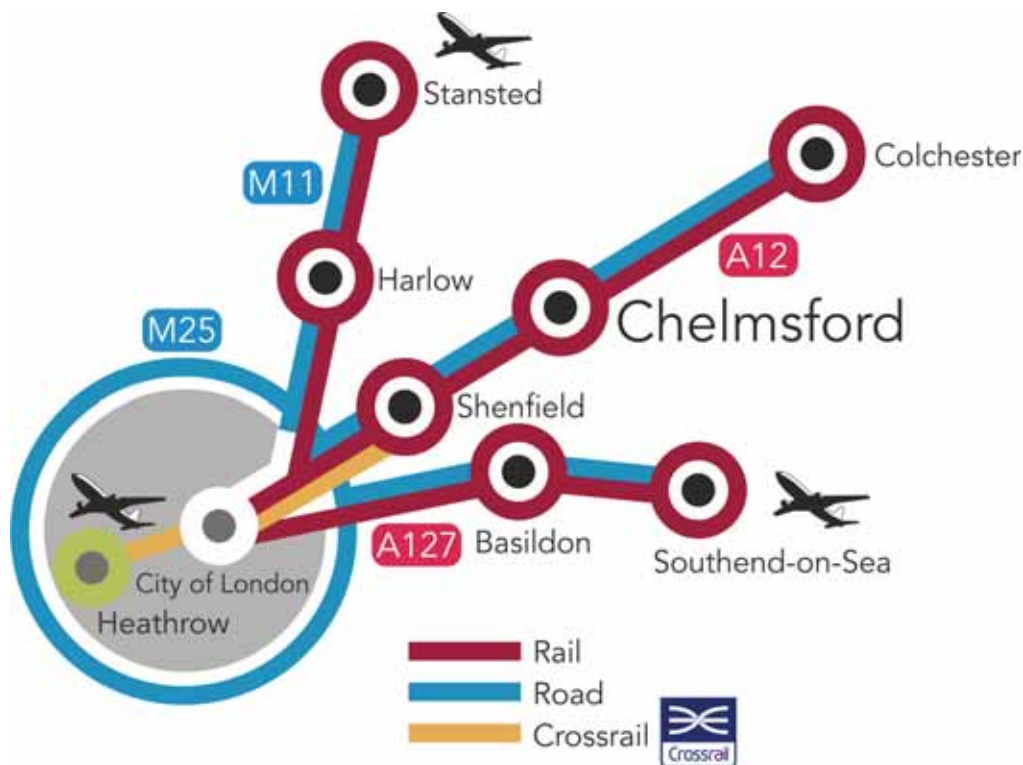 Stansted
Colchester
M11
A12
Harlow
Chelmsford
M25
Shenfield
A127
Basildon
Southend-on-Sea
City of London
Heathrow
Rail
Road
Crossrail
Crossrail